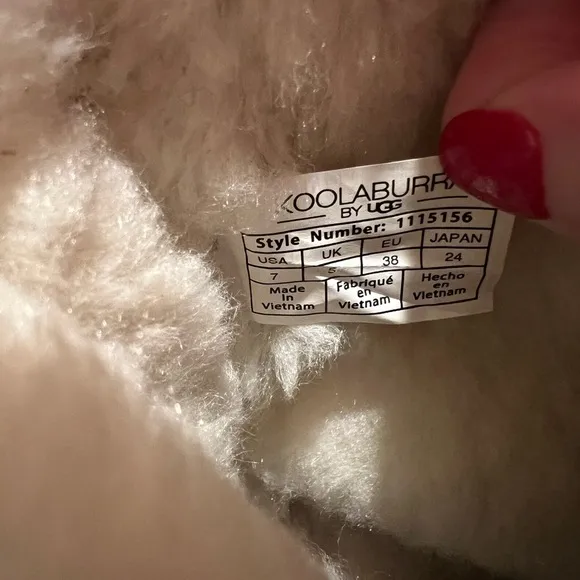 KOOLABURRA
BY UGG
Style Number: 1115156
USA UK EU JAPAN
7 5 38 24
Made in Vietnam
Fabriqué en Vietnam
Hecho en Vietnam